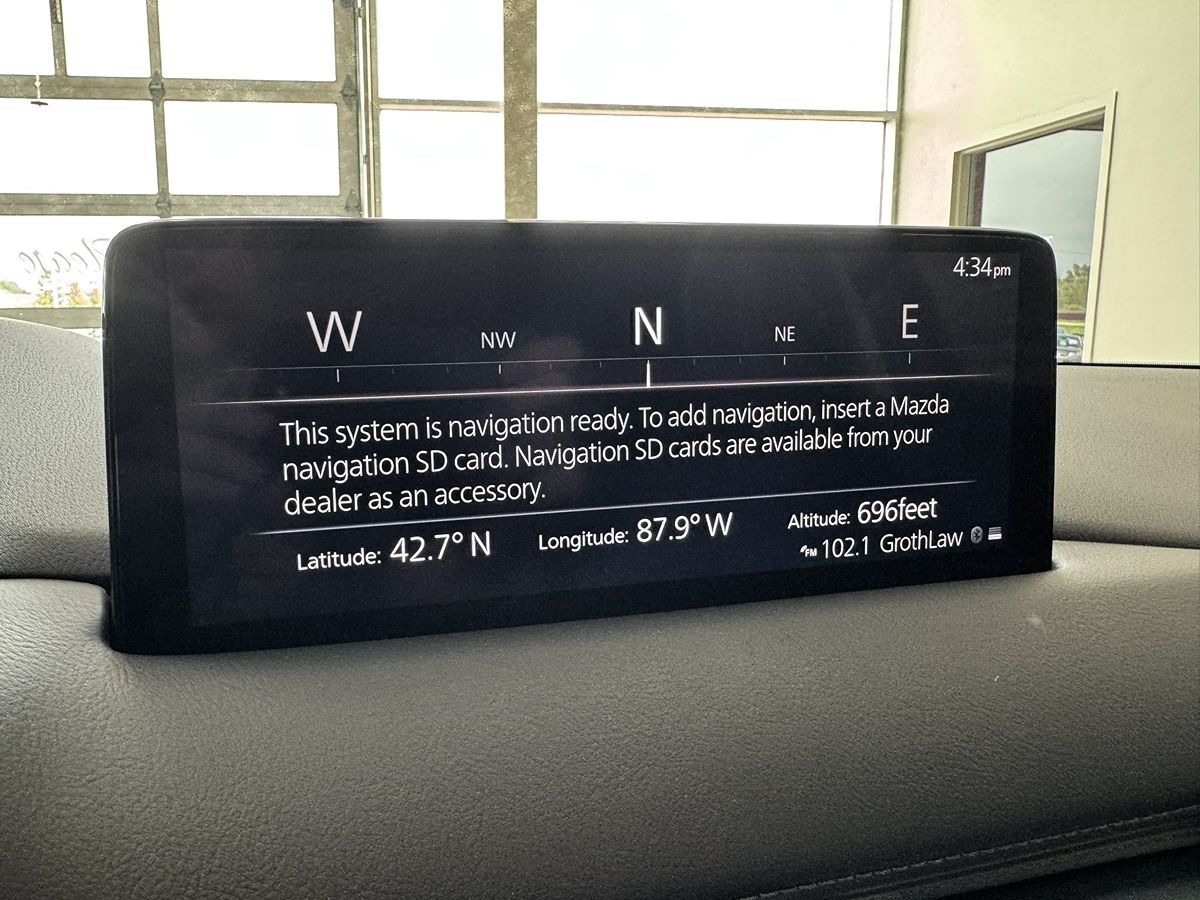 Please
4:34pm
W NW N NE E
This system is navigation ready. To add navigation, insert a Mazda
navigation SD card. Navigation SD cards are available from your
dealer as an accessory.
Latitude: 42.7° N Longitude: 87.9° W Altitude: 696feet
FM 102.1 GrothLaw